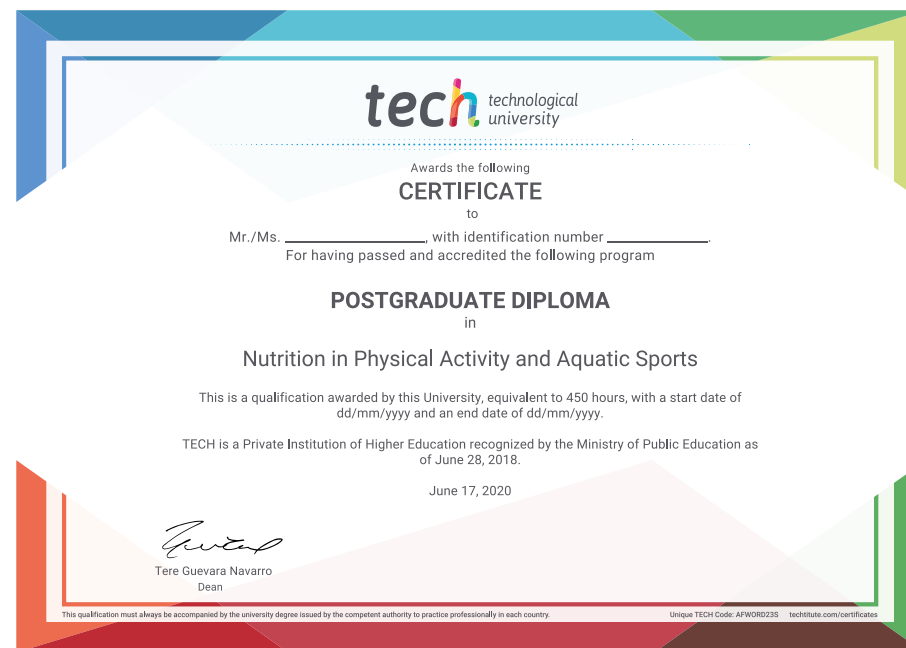 tech technological
university
Awards the following
CERTIFICATE
to
Mr./Ms. ____________________, with identification number ______________.
For having passed and accredited the following program
POSTGRADUATE DIPLOMA
in
Nutrition in Physical Activity and Aquatic Sports
This is a qualification awarded by this University, equivalent to 450 hours, with a start date of
dd/mm/yyyy and an end date of dd/mm/yyyy.
TECH is a Private Institution of Higher Education recognized by the Ministry of Public Education as
of June 28, 2018.
June 17, 2020
Tere Guevara Navarro
Dean
This qualification must always be accompanied by the university degree issued by the competent authority to practice professionally in each country. Unique TECH Code: AFWORD23S techtitute.com/certificates